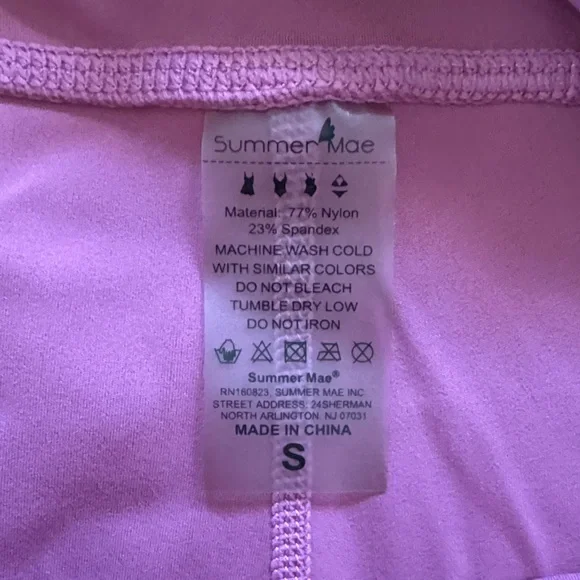 Summer Mae
Material: 77% Nylon
23% Spandex
MACHINE WASH COLD
WITH SIMILAR COLORS
DO NOT BLEACH
TUMBLE DRY LOW
DO NOT IRON
Summer Mae®
RN160823, SUMMER MAE INC
STREET ADDRESS: 24SHERMAN
NORTH ARLINGTON, NJ 07031
MADE IN CHINA
S